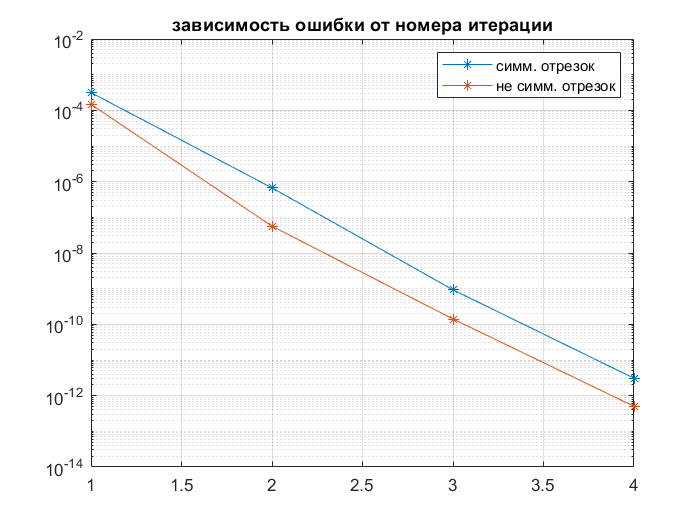 зависимость ошибки от номера итерации
10^-2
симм. отрезок
не симм. отрезок
10^-4
10^-6
10^-8
10^-10
10^-12
10^-14
1 1.5 2 2.5 3 3.5 4